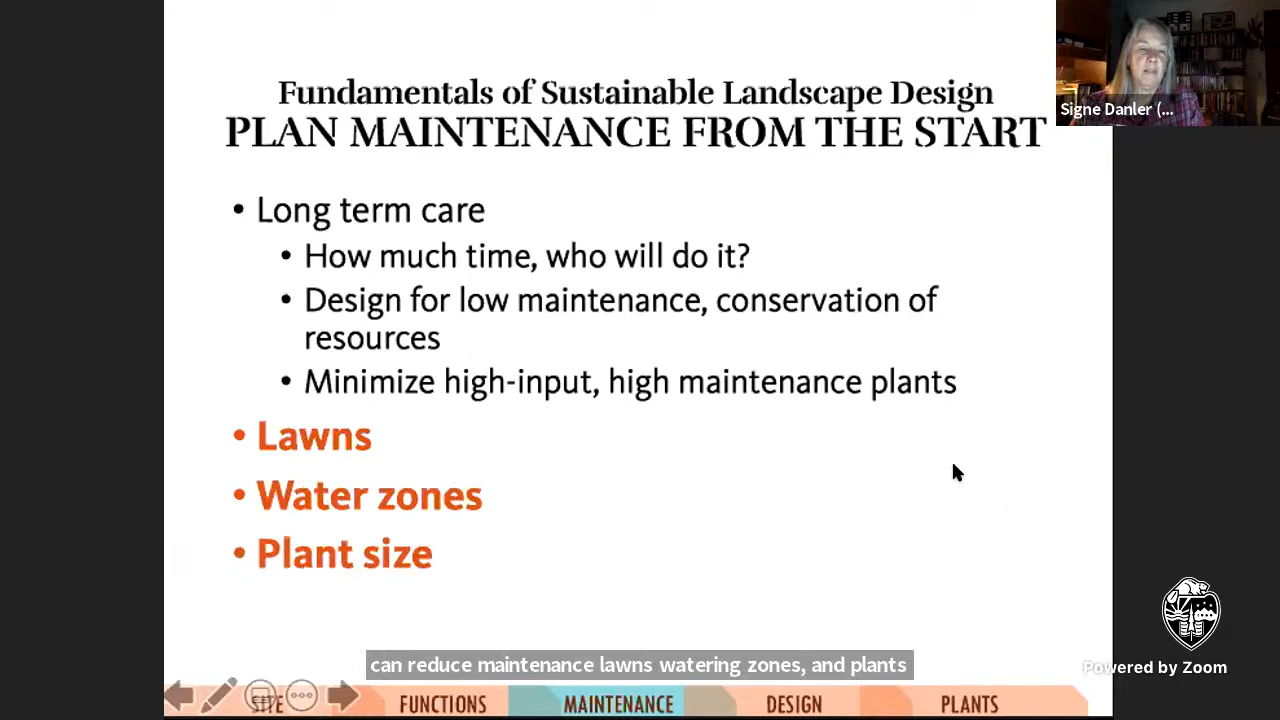 Fundamentals of Sustainable Landscape Design
PLAN MAINTENANCE FROM THE START
Signe Danler (...
• Long term care
• How much time, who will do it?
• Design for low maintenance, conservation of
resources
• Minimize high-input, high maintenance plants
• Lawns
• Water zones
• Plant size
can reduce maintenance lawns watering zones, and plants
Powered by Zoom
SITE
FUNCTIONS
MAINTENANCE
DESIGN
PLANTS